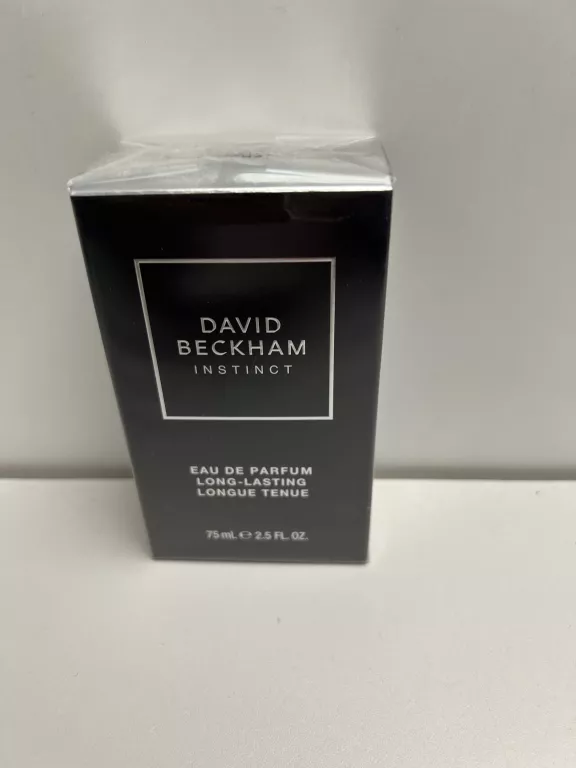 DAVID
BECKHAM
INSTINCT
EAU DE PARFUM
LONG-LASTING
LONGUE TENUE
75 mL ℮ 2.5 FL. OZ.